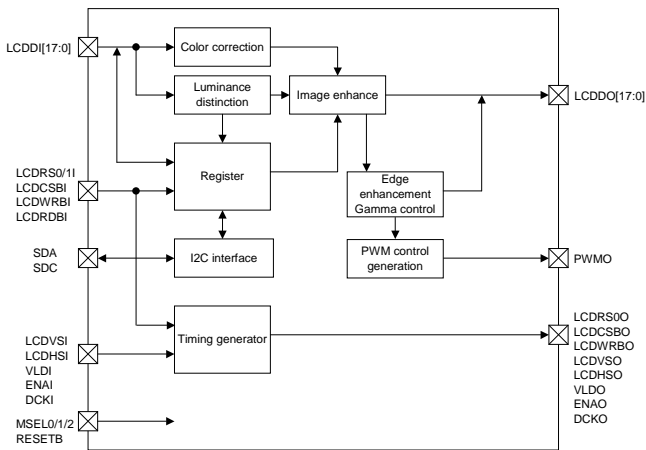 LCDDI[17:0]
Color correction
Luminance
distinction
Image enhance
LCDDO[17:0]
LCDRS0/1I
LCDCSBI
LCDWRBI
LCDRDBI
Register
Edge
enhancement
Gamma control
SDA
SDC
I2C interface
PWM control
generation
PWMO
LCDVSI
LCDHSI
VLDI
ENAI
DCKI
Timing generator
LCDRS0O
LCDCSBO
LCDWRBO
LCDVSO
LCDHSO
VLDO
ENAO
DCKO
MSEL0/1/2
RESETB